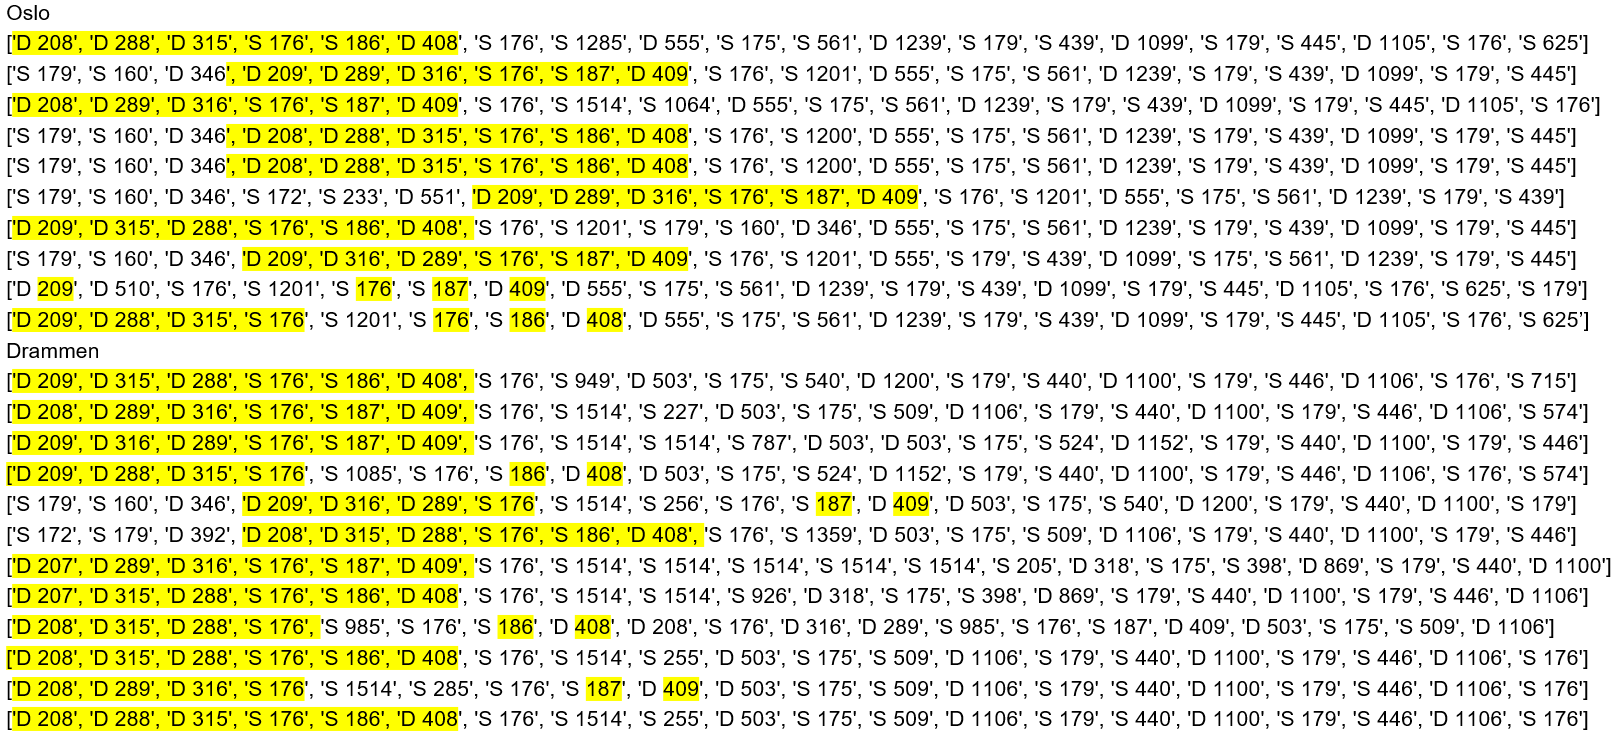 Oslo
['D 208', 'D 288', 'D 315', 'S 176', 'S 186', 'D 408', 'S 176', 'S 1285', 'D 555', 'S 175', 'S 561', 'D 1239', 'S 179', 'S 439', 'D 1099', 'S 179', 'S 445', 'D 1105', 'S 176', 'S 625']
['S 179', 'S 160', 'D 346', 'D 209', 'D 289', 'D 316', 'S 176', 'S 187', 'D 409', 'S 176', 'S 1201', 'D 555', 'S 175', 'S 561', 'D 1239', 'S 179', 'S 439', 'D 1099', 'S 179', 'S 445']
['D 208', 'D 289', 'D 316', 'S 176', 'S 187', 'D 409', 'S 176', 'S 1514', 'S 1064', 'D 555', 'S 175', 'S 561', 'D 1239', 'S 179', 'S 439', 'D 1099', 'S 179', 'S 445', 'D 1105', 'S 176']
['S 179', 'S 160', 'D 346', 'D 208', 'D 288', 'D 315', 'S 176', 'S 186', 'D 408', 'S 176', 'S 1200', 'D 555', 'S 175', 'S 561', 'D 1239', 'S 179', 'S 439', 'D 1099', 'S 179', 'S 445']
['S 179', 'S 160', 'D 346', 'D 208', 'D 288', 'D 315', 'S 176', 'S 186', 'D 408', 'S 176', 'S 1200', 'D 555', 'S 175', 'S 561', 'D 1239', 'S 179', 'S 439', 'D 1099', 'S 179', 'S 445']
['S 179', 'S 160', 'D 346', 'S 172', 'S 233', 'D 551', 'D 209', 'D 289', 'D 316', 'S 176', 'S 187', 'D 409', 'S 176', 'S 1201', 'D 555', 'S 175', 'S 561', 'D 1239', 'S 179', 'S 439']
['D 209', 'D 315', 'D 288', 'S 176', 'S 186', 'D 408', 'S 176', 'S 1201', 'S 179', 'S 160', 'D 346', 'D 555', 'S 175', 'S 561', 'D 1239', 'S 179', 'S 439', 'D 1099', 'S 179', 'S 445']
['S 179', 'S 160', 'D 346', 'D 209', 'D 316', 'D 289', 'S 176', 'S 187', 'D 409', 'S 176', 'S 1201', 'D 555', 'S 179', 'S 439', 'D 1099', 'S 175', 'S 561', 'D 1239', 'S 179', 'S 445']
['D 209', 'D 510', 'S 176', 'S 1201', 'S 176', 'S 187', 'D 409', 'D 555', 'S 175', 'S 561', 'D 1239', 'S 179', 'S 439', 'D 1099', 'S 179', 'S 445', 'D 1105', 'S 176', 'S 625', 'S 179']
['D 209', 'D 288', 'D 315', 'S 176', 'S 1201', 'S 176', 'S 186', 'D 408', 'D 555', 'S 175', 'S 561', 'D 1239', 'S 179', 'S 439', 'D 1099', 'S 179', 'S 445', 'D 1105', 'S 176', 'S 625’]
Drammen
['D 209', 'D 315', 'D 288', 'S 176', 'S 186', 'D 408', 'S 176', 'S 949', 'D 503', 'S 175', 'S 540', 'D 1200', 'S 179', 'S 440', 'D 1100', 'S 179', 'S 446', 'D 1106', 'S 176', 'S 715']
['D 208', 'D 289', 'D 316', 'S 176', 'S 187', 'D 409', 'S 176', 'S 1514', 'S 227', 'D 503', 'S 175', 'S 509', 'D 1106', 'S 179', 'S 440', 'D 1100', 'S 179', 'S 446', 'D 1106', 'S 574']
['D 209', 'D 316', 'D 289', 'S 176', 'S 187', 'D 409', 'S 176', 'S 1514', 'S 1514', 'S 787', 'D 503', 'D 503', 'S 175', 'S 524', 'D 1152', 'S 179', 'S 440', 'D 1100', 'S 179', 'S 446']
['D 209', 'D 288', 'D 315', 'S 176', 'S 1085', 'S 176', 'S 186', 'D 408', 'D 503', 'S 175', 'S 524', 'D 1152', 'S 179', 'S 440', 'D 1100', 'S 179', 'S 446', 'D 1106', 'S 176', 'S 574']
['S 179', 'S 160', 'D 346', 'D 209', 'D 316', 'D 289', 'S 176', 'S 1514', 'S 256', 'S 176', 'S 187', 'D 409', 'D 503', 'S 175', 'S 540', 'D 1200', 'S 179', 'S 440', 'D 1100', 'S 179']
['S 172', 'S 179', 'D 392', 'D 208', 'D 315', 'D 288', 'S 176', 'S 186', 'D 408', 'S 176', 'S 1359', 'D 503', 'S 175', 'S 509', 'D 1106', 'S 179', 'S 440', 'D 1100', 'S 179', 'S 446']
['D 207', 'D 289', 'D 316', 'S 176', 'S 187', 'D 409', 'S 176', 'S 1514', 'S 1514', 'S 1514', 'S 1514', 'S 1514', 'S 205', 'D 318', 'S 175', 'S 398', 'D 869', 'S 179', 'S 440', 'D 1100']
['D 207', 'D 315', 'D 288', 'S 176', 'S 186', 'D 408', 'S 176', 'S 1514', 'S 1514', 'S 926', 'D 318', 'S 175', 'S 398', 'D 869', 'S 179', 'S 440', 'D 1100', 'S 179', 'S 446', 'D 1106']
['D 208', 'D 315', 'D 288', 'S 176', 'S 985', 'S 176', 'S 186', 'D 408', 'D 208', 'S 176', 'D 316', 'D 289', 'S 985', 'S 176', 'S 187', 'D 409', 'D 503', 'S 175', 'S 509', 'D 1106']
['D 208', 'D 315', 'D 288', 'S 176', 'S 186', 'D 408', 'S 176', 'S 1514', 'S 255', 'D 503', 'S 175', 'S 509', 'D 1106', 'S 179', 'S 440', 'D 1100', 'S 179', 'S 446', 'D 1106', 'S 176']
['D 208', 'D 289', 'D 316', 'S 176', 'S 1514', 'S 285', 'S 176', 'S 187', 'D 409', 'D 503', 'S 175', 'S 509', 'D 1106', 'S 179', 'S 440', 'D 1100', 'S 179', 'S 446', 'D 1106', 'S 176']
['D 208', 'D 288', 'D 315', 'S 176', 'S 186', 'D 408', 'S 176', 'S 1514', 'S 255', 'D 503', 'S 175', 'S 509', 'D 1106', 'S 179', 'S 440', 'D 1100', 'S 179', 'S 446', 'D 1106', 'S 176']